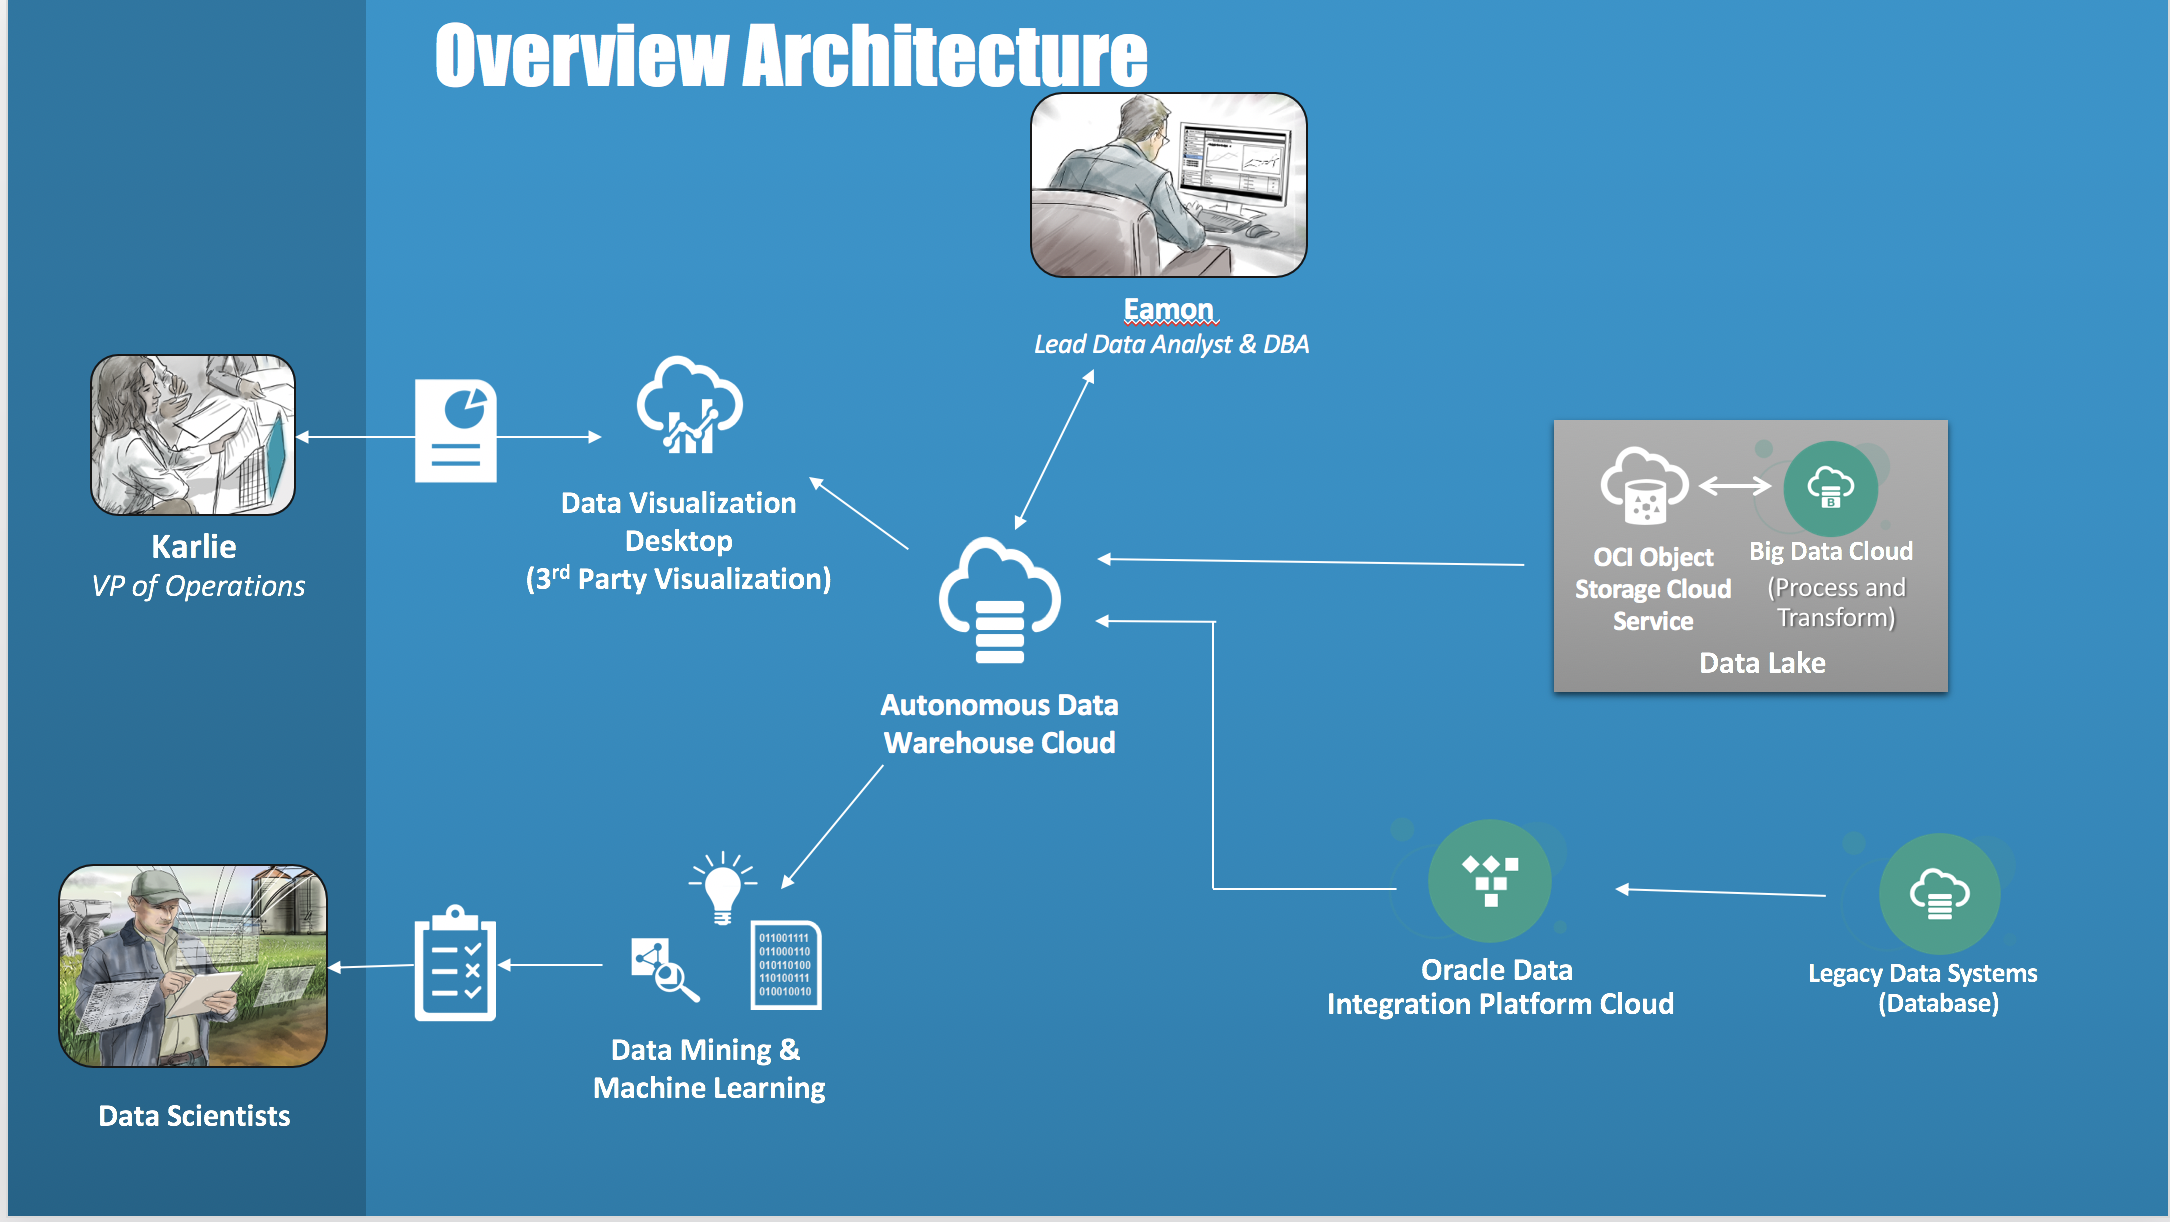 Overview Architecture
Eamon
Lead Data Analyst & DBA
Karlie
VP of Operations
Data Visualization
Desktop
(3rd Party Visualization)
OCI Object
Storage Cloud
Service
B
Big Data Cloud
(Process and
Transform)
Data Lake
Autonomous Data
Warehouse Cloud
011001111
011000110
010110100
110100111
010010010
Data Mining &
Machine Learning
Data Scientists
Oracle Data
Integration Platform Cloud
Legacy Data Systems
(Database)